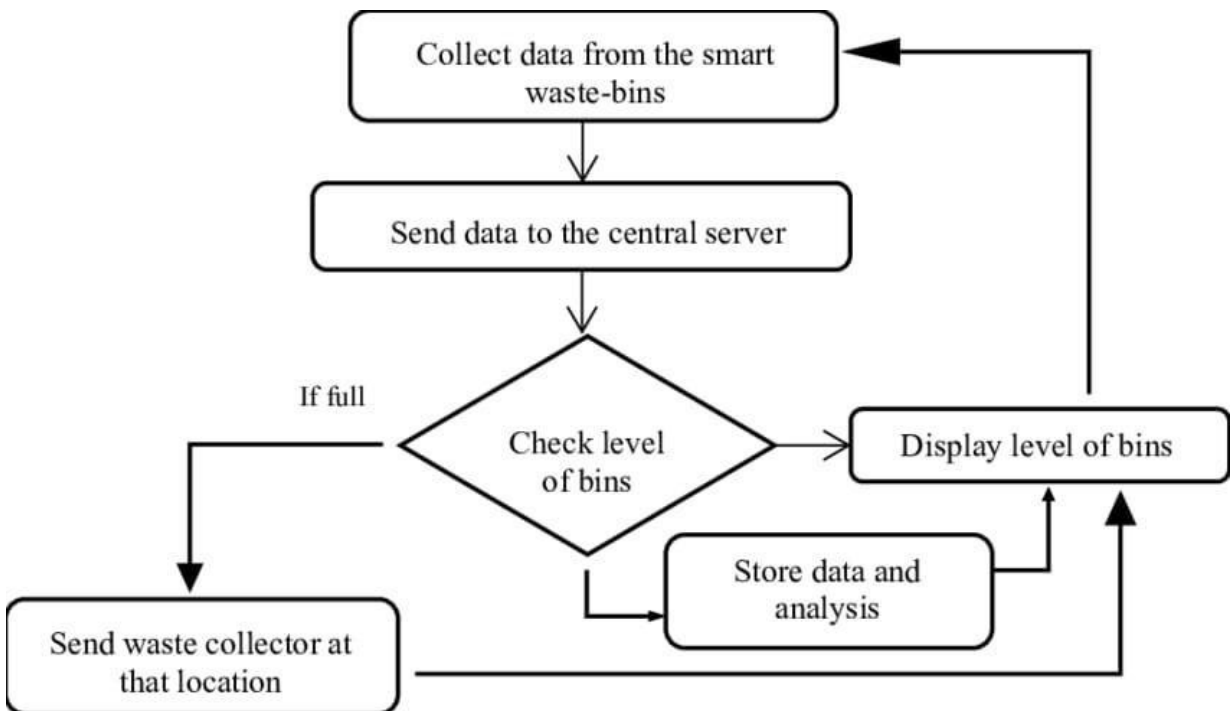 Collect data from the smart
waste-bins
Send data to the central server
If full
Check level
of bins
Display level of bins
Store data and
analysis
Send waste collector at
that location